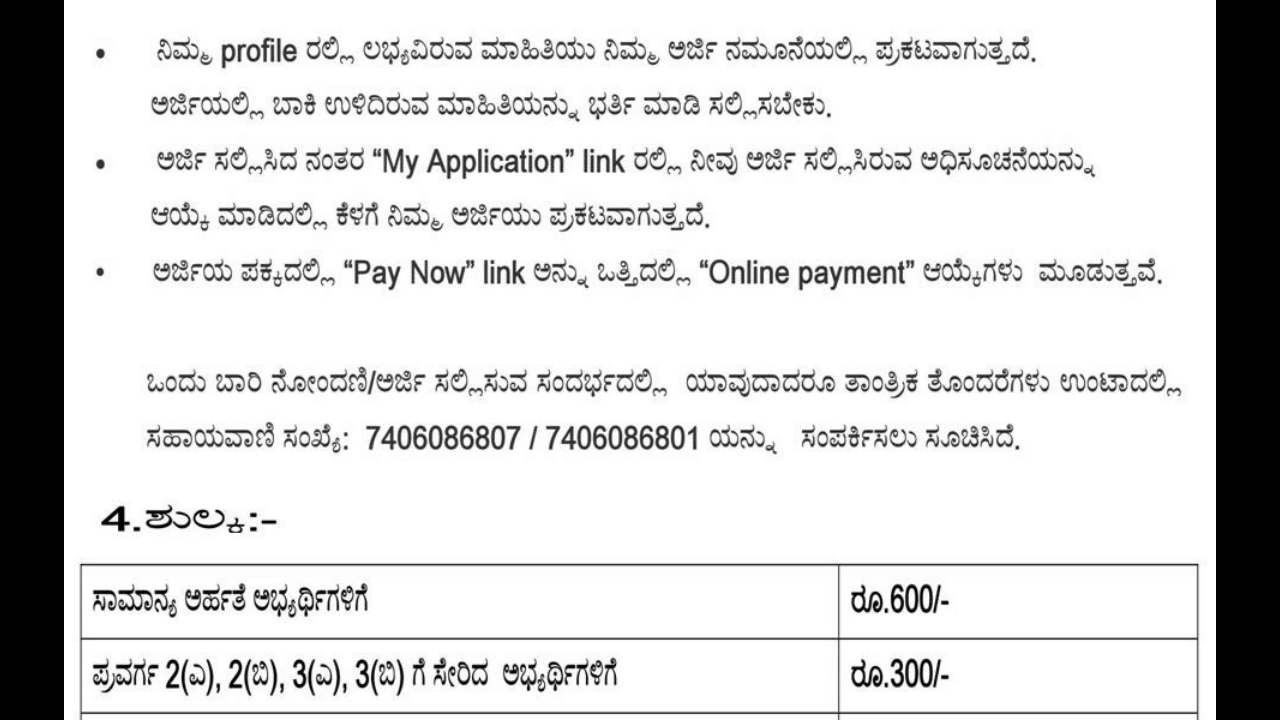 • ನಿಮ್ಮ profile ರಲ್ಲಿ ಲಭ್ಯವಿರುವ ಮಾಹಿತಿಯು ನಿಮ್ಮ ಅರ್ಜಿ ನಮೂನೆಯಲ್ಲಿ ಪ್ರಕಟವಾಗುತ್ತದೆ.
ಅರ್ಜಿಯಲ್ಲಿ ಬಾಕಿ ಉಳಿದಿರುವ ಮಾಹಿತಿಯನ್ನು ಭರ್ತಿ ಮಾಡಿ ಸಲ್ಲಿಸಬೇಕು.
• ಅರ್ಜಿ ಸಲ್ಲಿಸಿದ ನಂತರ “My Application” link ರಲ್ಲಿ ನೀವು ಅರ್ಜಿ ಸಲ್ಲಿಸಿರುವ ಅಧಿಸೂಚನೆಯನ್ನು
ಆಯ್ಕೆ ಮಾಡಿದಲ್ಲಿ ಕೆಳಗೆ ನಿಮ್ಮ ಅರ್ಜಿಯು ಪ್ರಕಟವಾಗುತ್ತದೆ.
• ಅರ್ಜಿಯ ಪಕ್ಕದಲ್ಲಿ “Pay Now” link ಅನ್ನು ಒತ್ತಿದಲ್ಲಿ “Online payment” ಆಯ್ಕೆಗಳು ಮೂಡುತ್ತವೆ.
ಒಂದು ಬಾರಿ ನೋಂದಣಿ/ಅರ್ಜಿ ಸಲ್ಲಿಸುವ ಸಂದರ್ಭದಲ್ಲಿ ಯಾವುದಾದರೂ ತಾಂತ್ರಿಕ ತೊಂದರೆಗಳು ಉಂಟಾದಲ್ಲಿ
ಸಹಾಯವಾಣಿ ಸಂಖ್ಯೆ: 7406086807 / 7406086801 ಯನ್ನು ಸಂಪರ್ಕಿಸಲು ಸೂಚಿಸಿದೆ.
4.ಶುಲ್ಕ:-
ಸಾಮಾನ್ಯ ಅರ್ಹತೆ ಅಭ್ಯರ್ಥಿಗಳಿಗೆ ರೂ.600/-
ಪ್ರವರ್ಗ 2(ಎ), 2(ಬಿ), 3(ಎ), 3(ಬಿ) ಗೆ ಸೇರಿದ ಅಭ್ಯರ್ಥಿಗಳಿಗೆ ರೂ.300/-